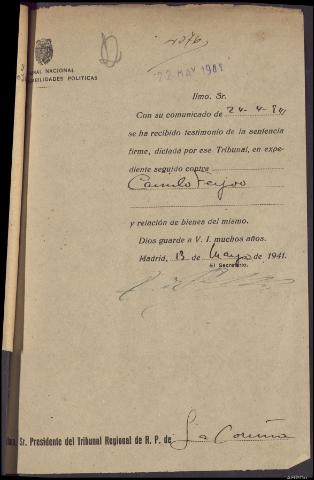 4376
22 MAY 1941
NAL NACIONAL
ABILIDADES POLITICAS
Ilmo. Sr.
Con su comunicado de 24-4-941
se ha recibido testimonio de la sentencia
firme, dictada por ese Tribunal, en expe-
diente seguido contra
Camilo Feijoo
y relación de bienes del mismo.
Dios guarde a V. I. muchos años.
Madrid, 13 de Mayo de 1941.
El Secretario,
Sr. Presidente del Tribunal Regional de R. P. de La Coruña